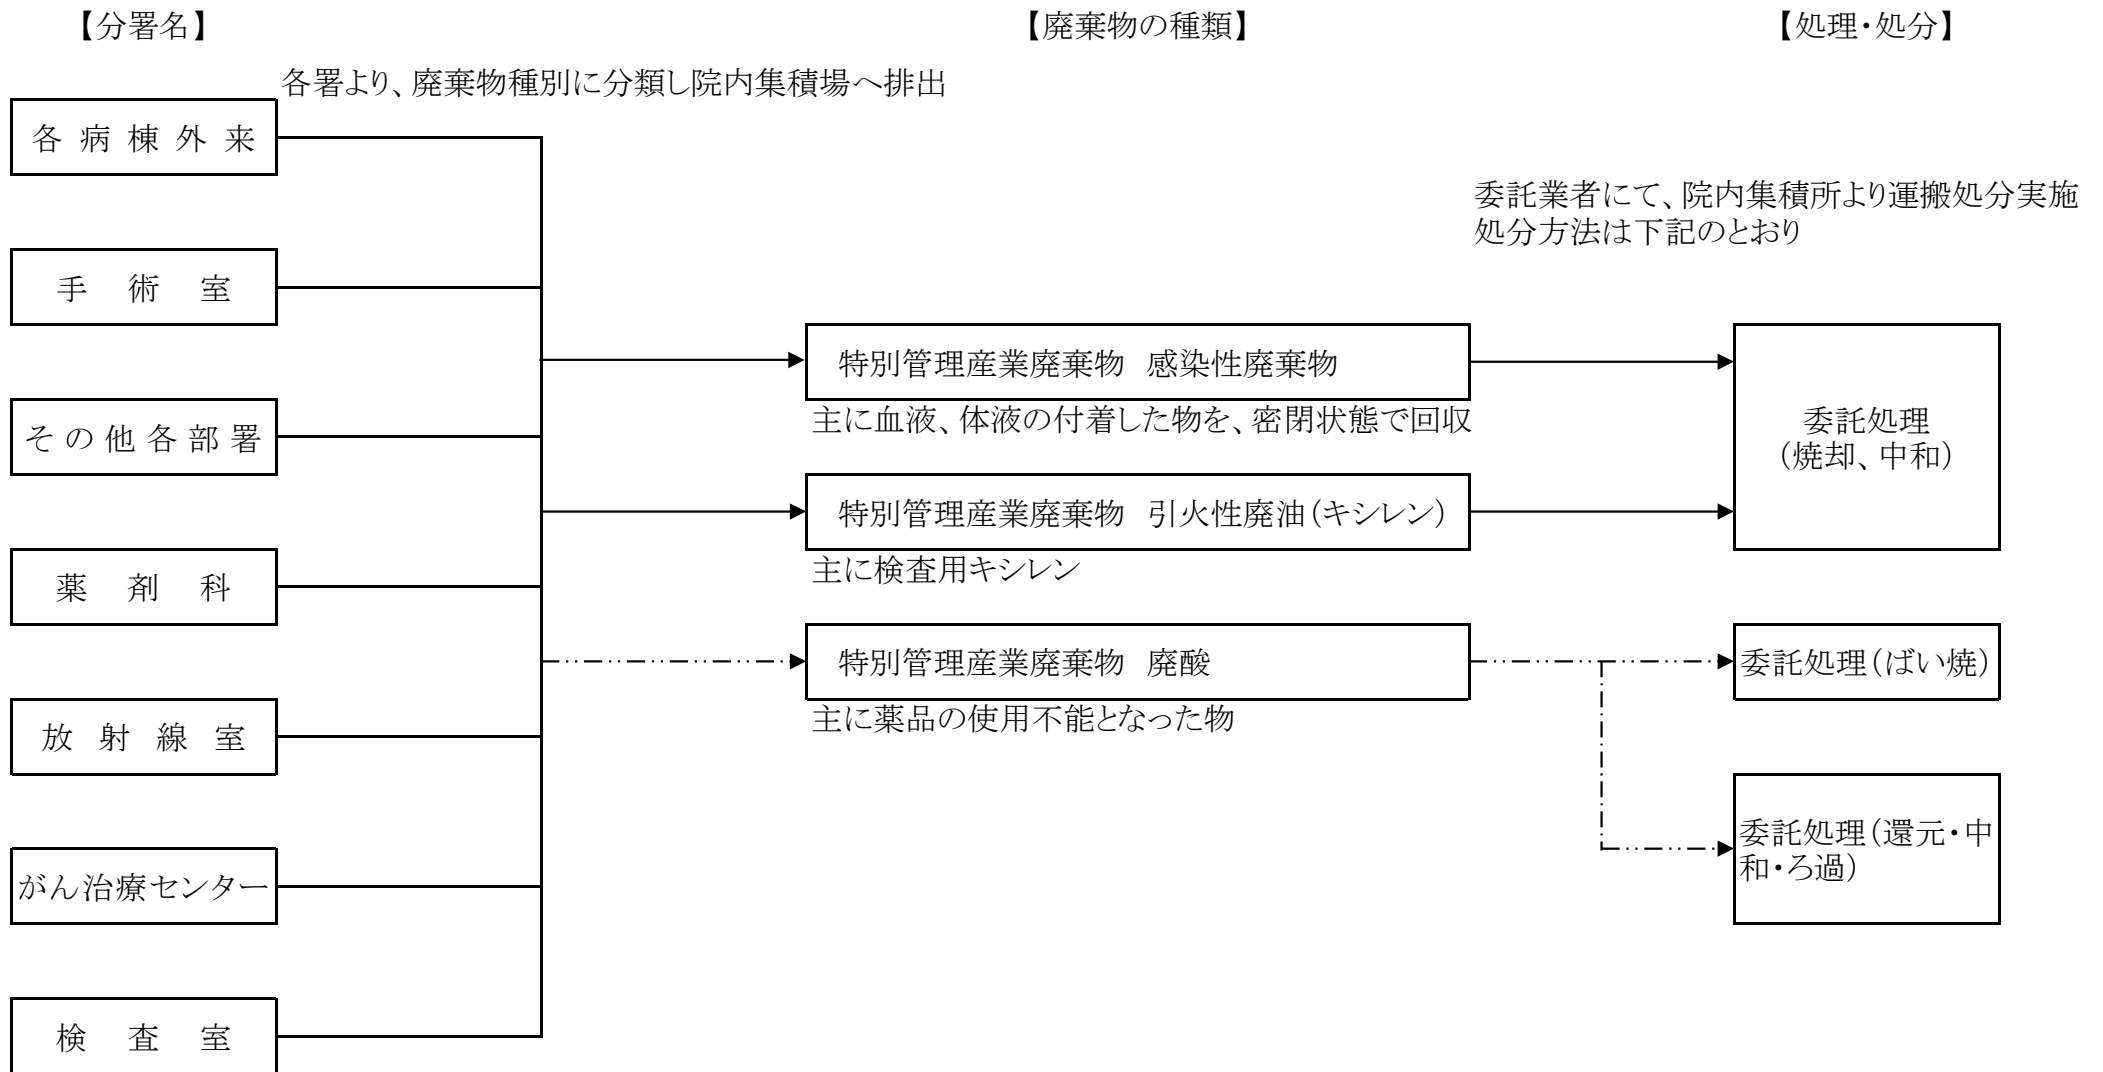 【分署名】
【廃棄物の種類】
【処理・処分】
各署より、廃棄物種別に分類し院内集積場へ排出
各病棟外来
委託業者にて、院内集積所より運搬処分実施
処分方法は下記のとおり
手術室
特別管理産業廃棄物　感染性廃棄物
主に血液、体液の付着した物を、密閉状態で回収
委託処理
（焼却、中和）
その他各部署
特別管理産業廃棄物　引火性廃油（キシレン）
主に検査用キシレン
薬剤科
特別管理産業廃棄物　廃酸
委託処理（ばい焼）
主に薬品の使用不能となった物
放射線室
委託処理（還元・中
和・ろ過）
がん治療センター
検査室